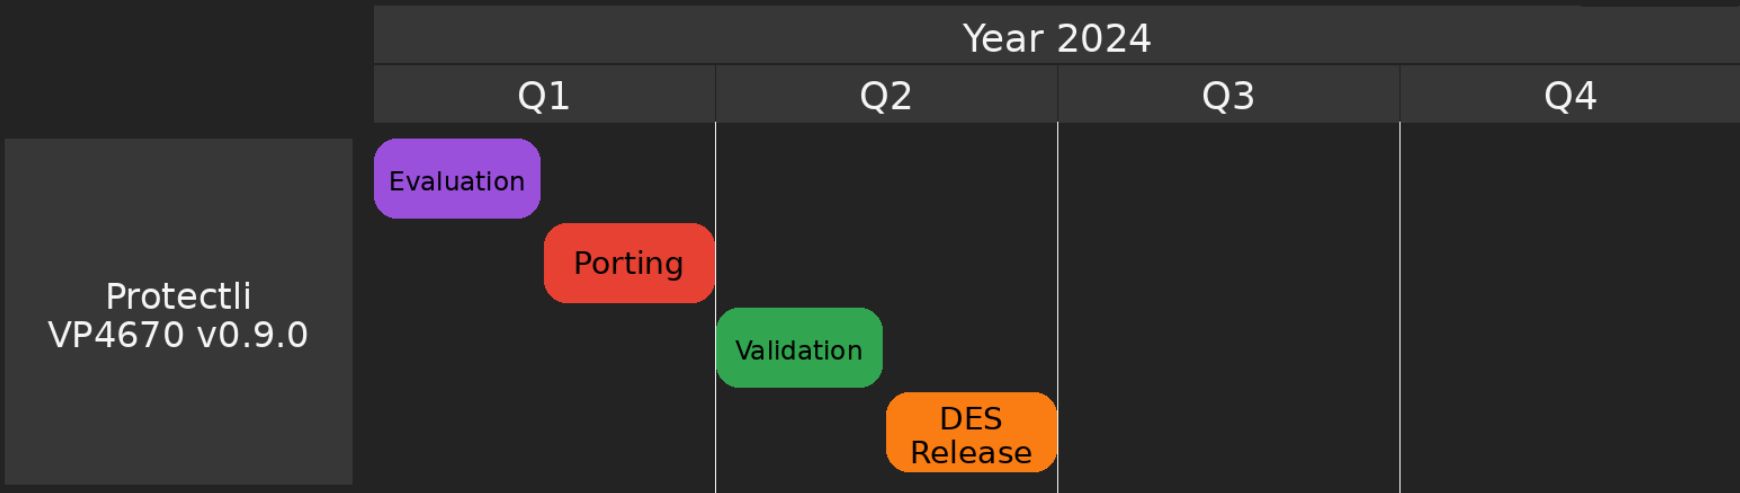 Year 2024
Q1
Q2
Q3
Q4
Protectli
VP4670 v0.9.0
Evaluation
Porting
Validation
DES
Release